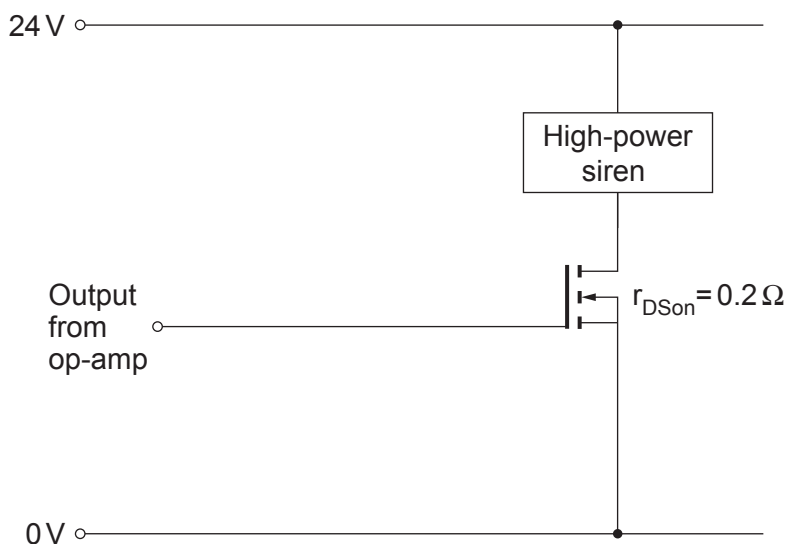 24 V
High-power
siren
Output
from
op-amp
r_DSon = 0.2 Ω
0 V